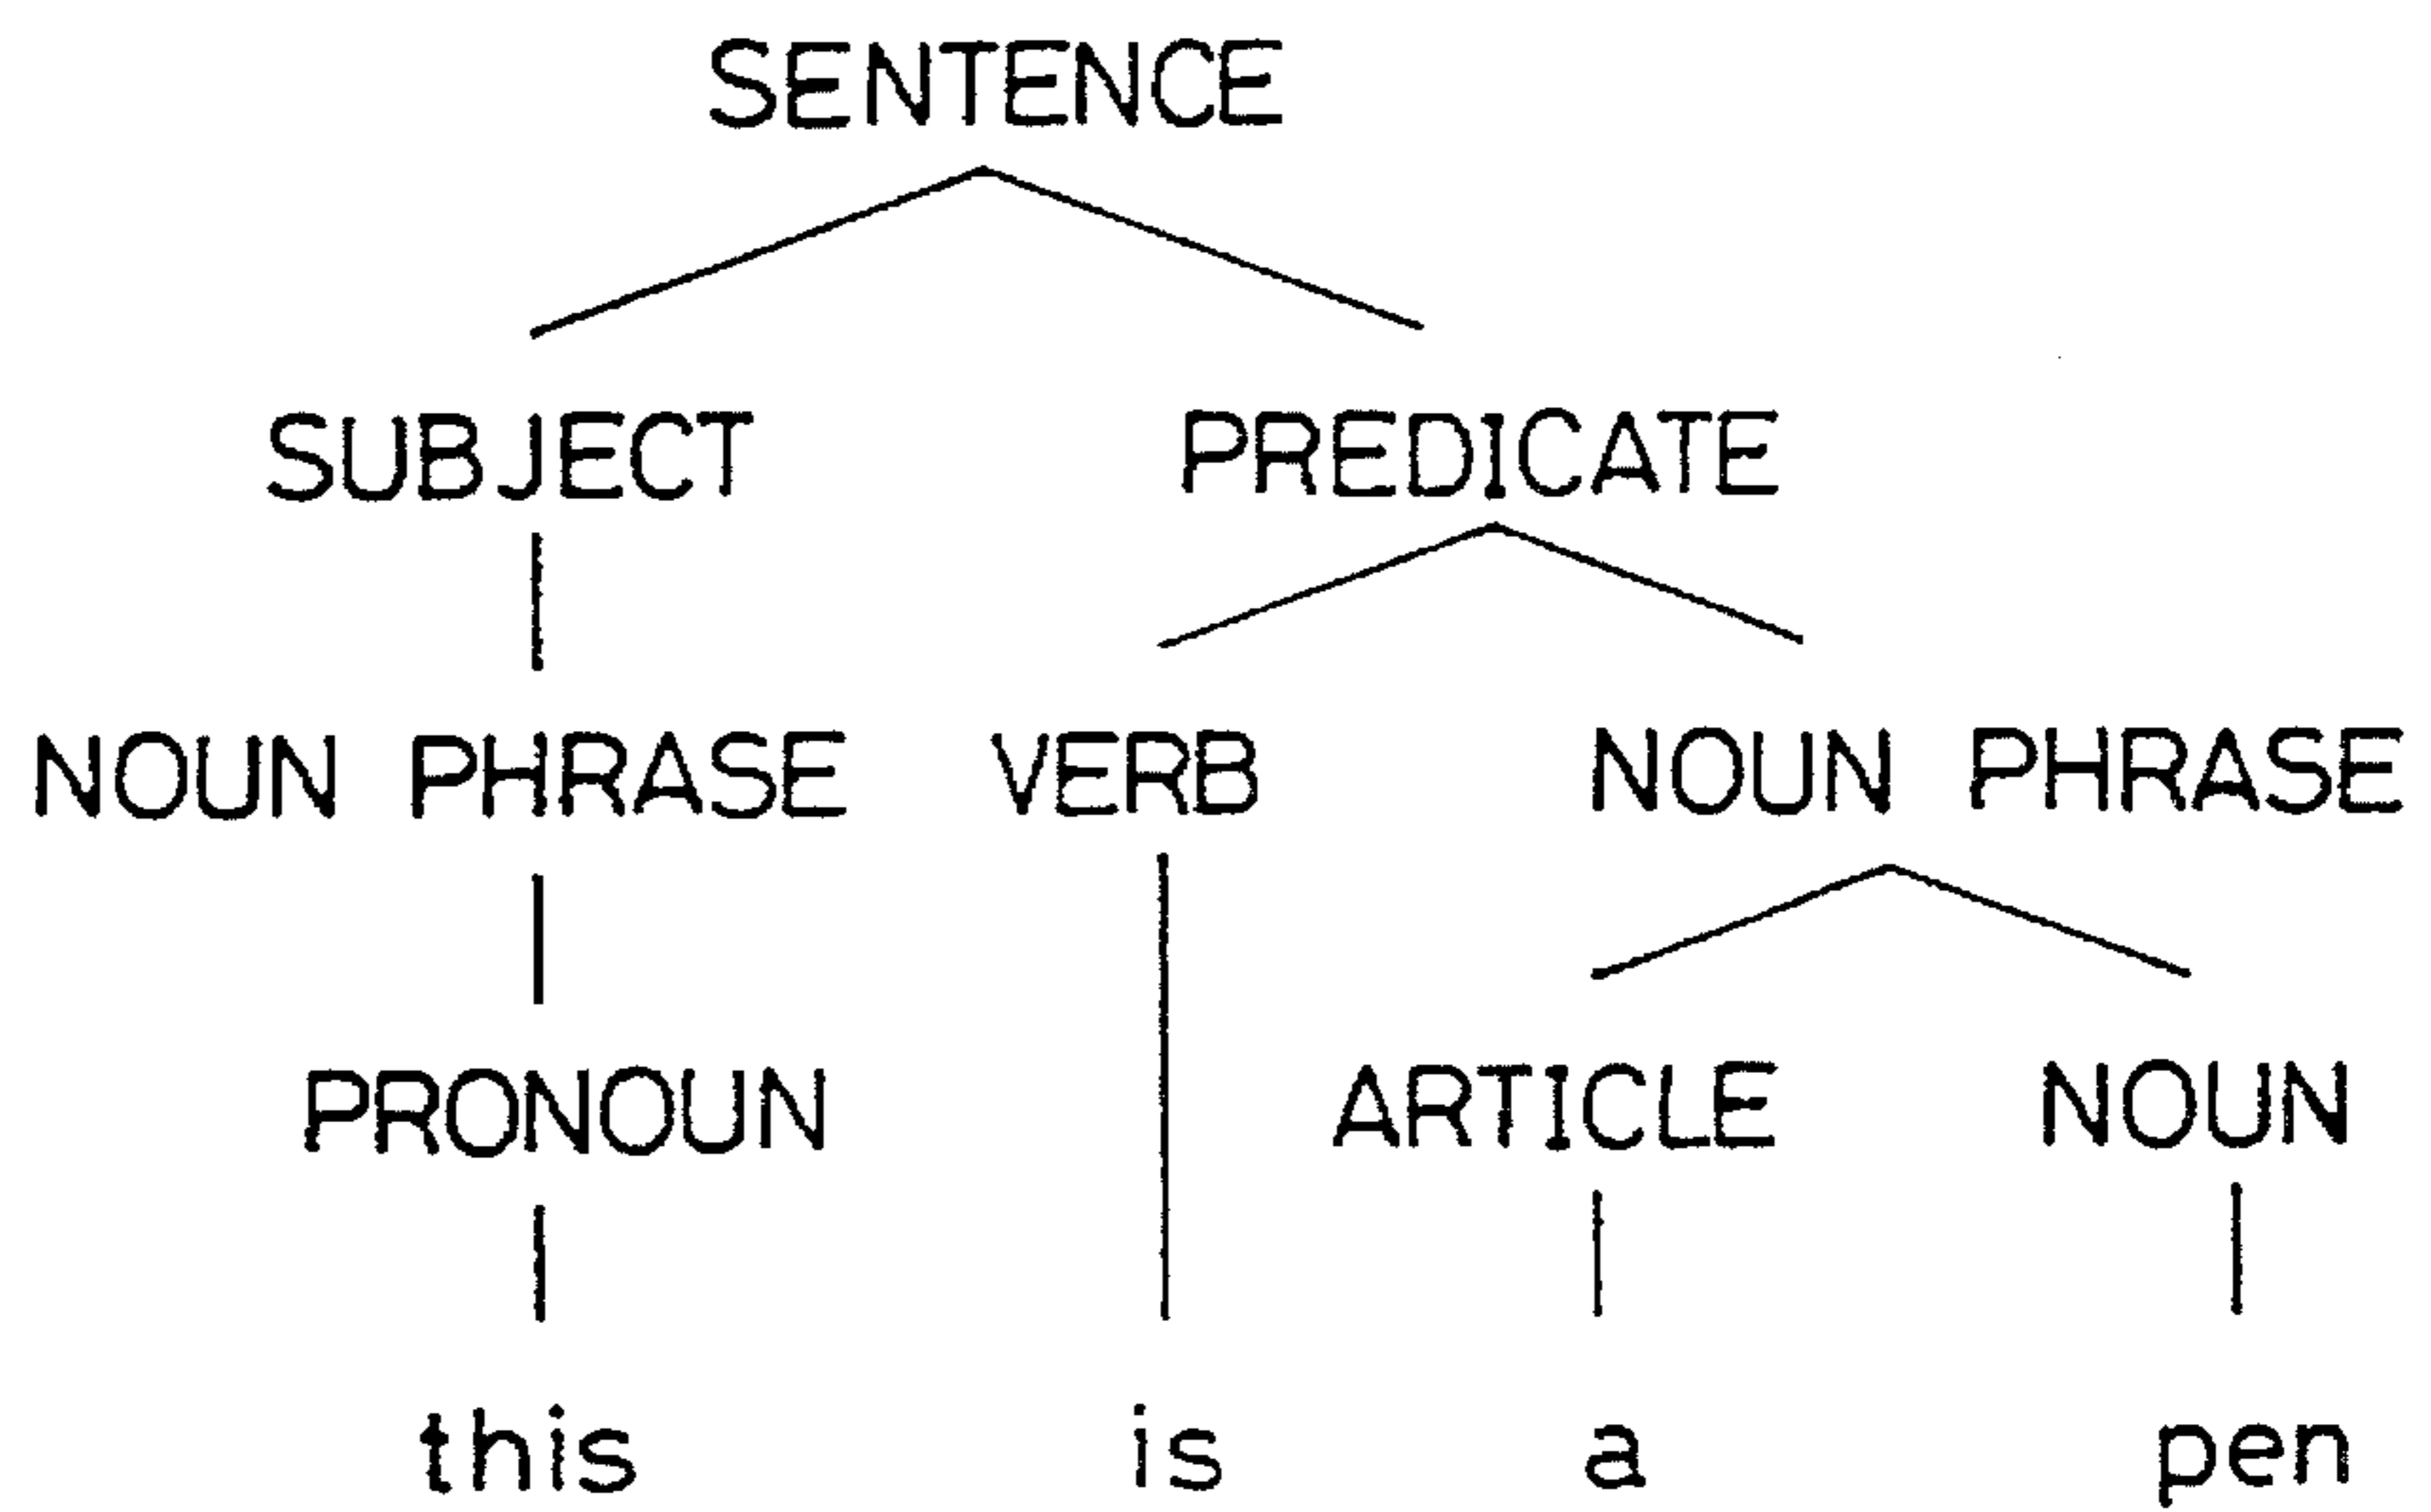 SENTENCE
SUBJECT PREDICATE
NOUN PHRASE VERB NOUN PHRASE
PRONOUN ARTICLE NOUN
this is a pen